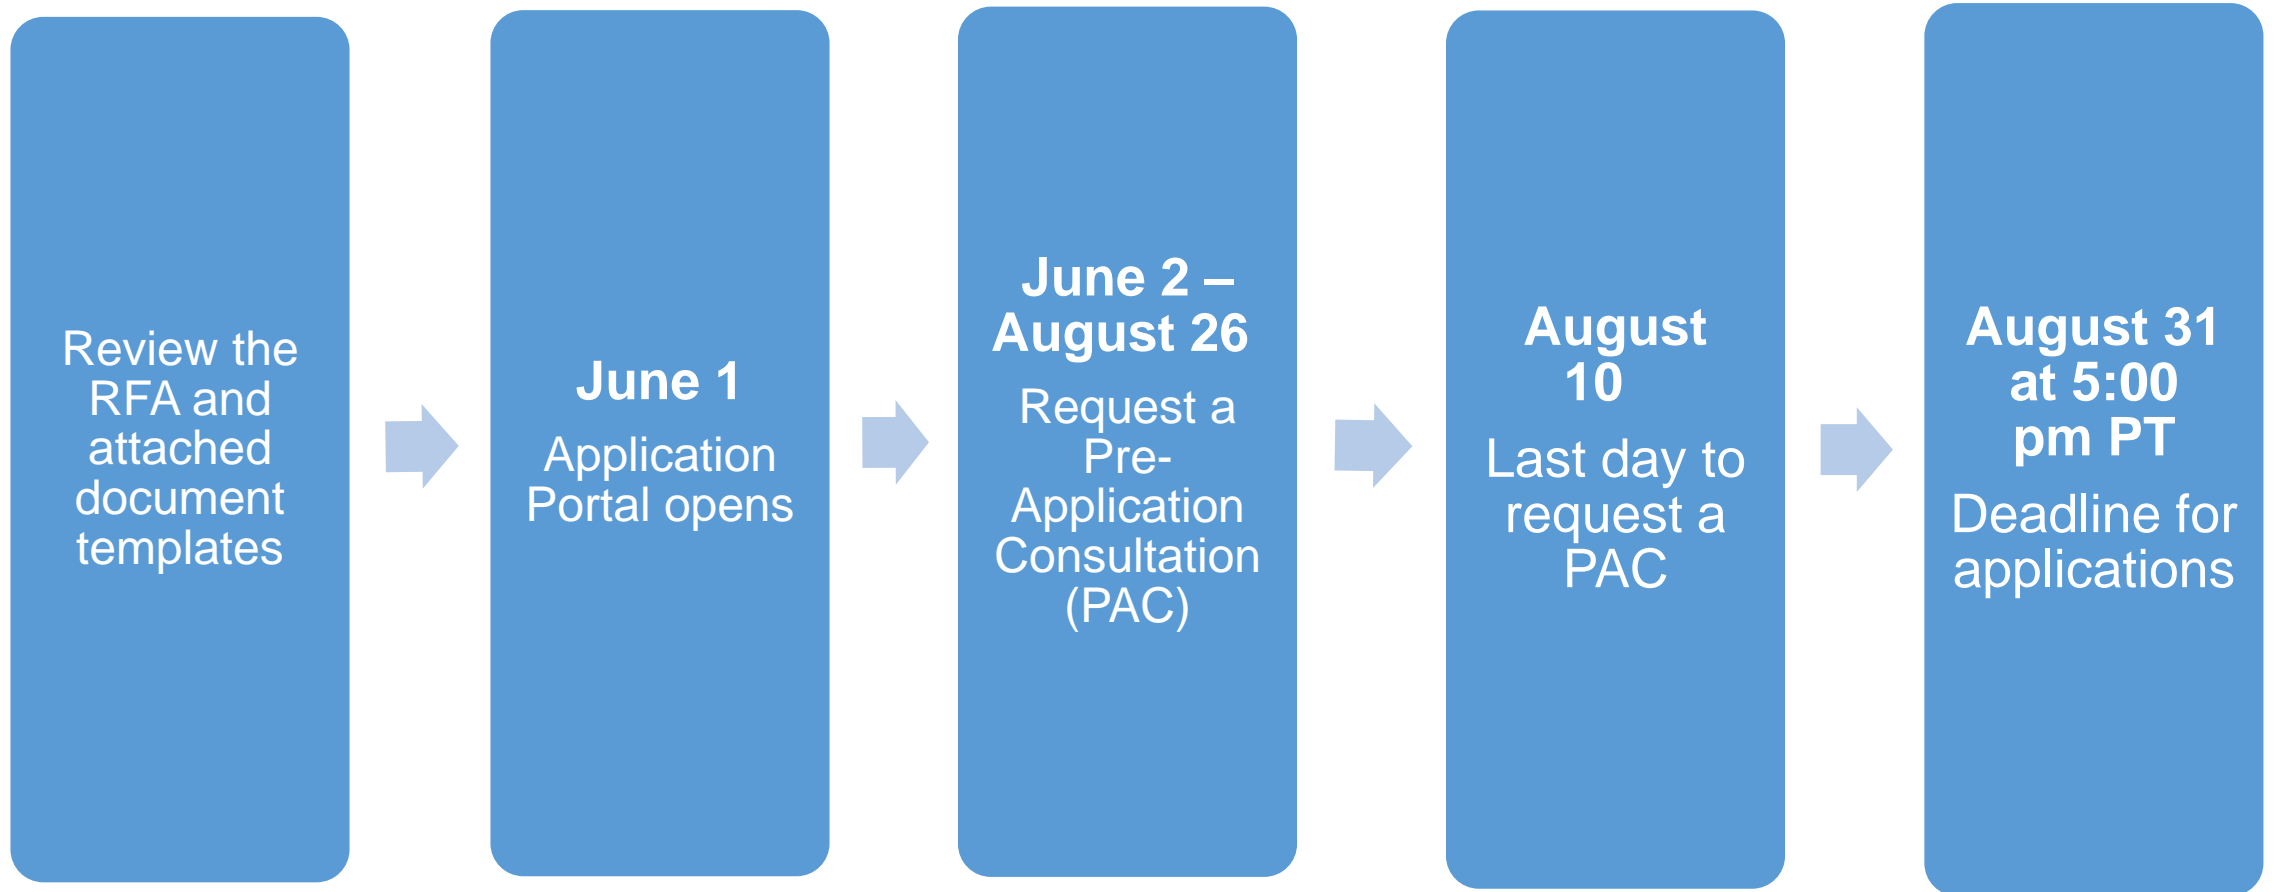 Review the
RFA and
attached
document
templates
June 1
Application
Portal opens
June 2 –
August 26
Request a
Pre-
Application
Consultation
(PAC)
August
10
Last day to
request a
PAC
August 31
at 5:00
pm PT
Deadline for
applications